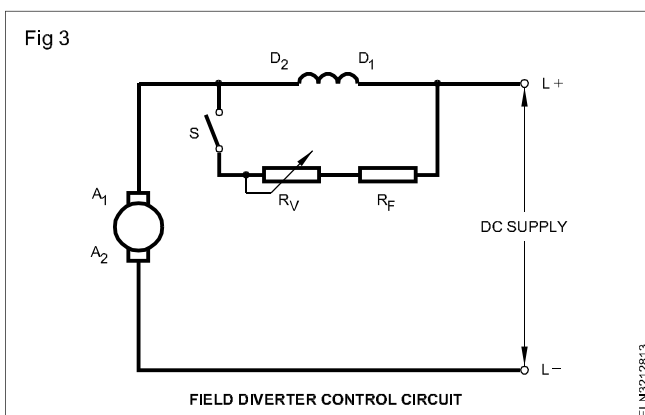 Fig 3
D2 D1
L+
S
RV RF
A1
A2
DC SUPPLY
L−
FIELD DIVERTER CONTROL CIRCUIT
ELN3212813